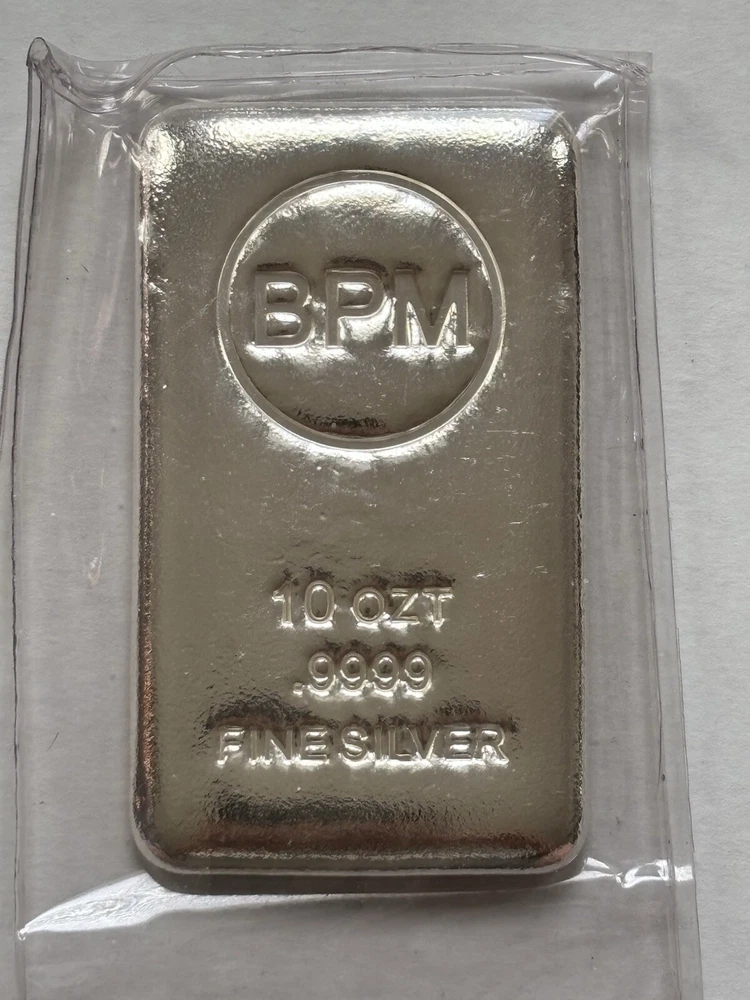 BPM
10 OZT
.9999
FINE SILVER